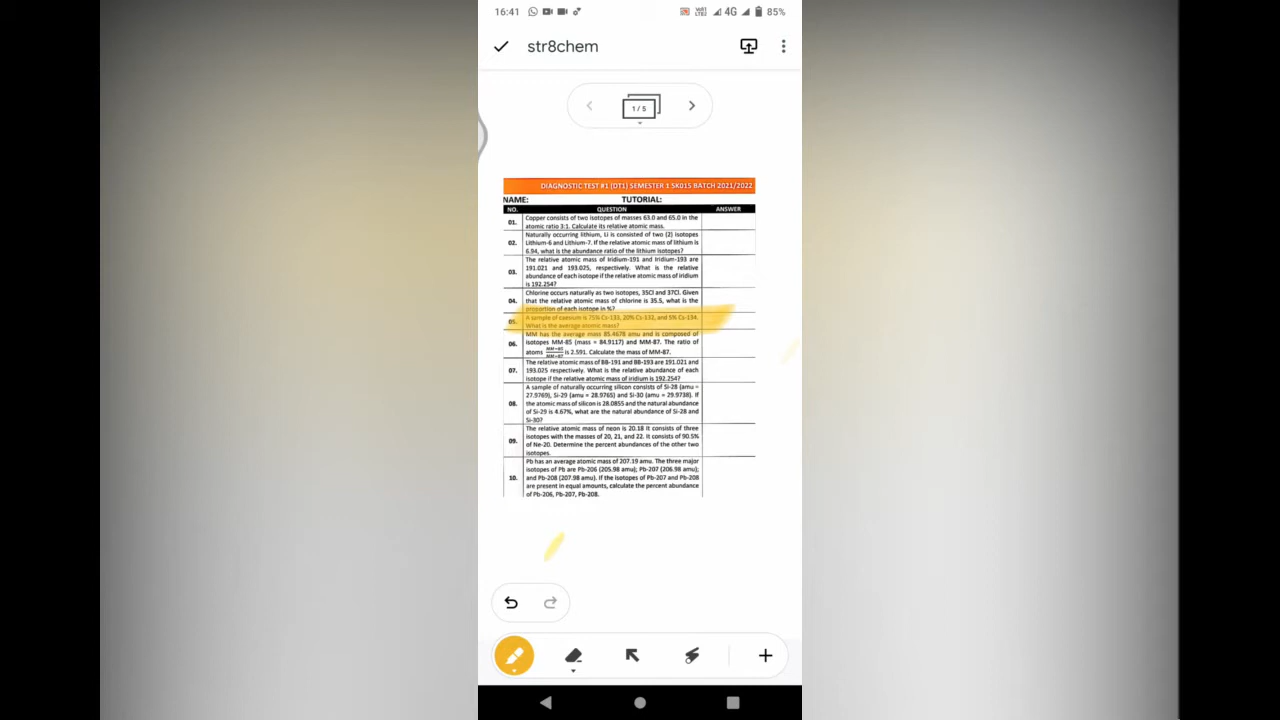 16:41
VoO
LTE1
4G
85%
str8chem
1 / 5
DIAGNOSTIC TEST #1 (DT1) SEMESTER 1 SK015 BATCH 2021/2022
NAME: TUTORIAL:
NO. QUESTION ANSWER
01. Copper consists of two isotopes of masses 63.0 and 65.0 in the
atomic ratio 3:1. Calculate its relative atomic mass.
02. Naturally occurring lithium, Li is consisted of two (2) isotopes
Lithium-6 and Lithium-7. If the relative atomic mass of lithium is
6.94, what is the abundance ratio of the lithium isotopes?
03. The relative atomic mass of Iridium-191 and Iridium-193 are
191.021 and 193.025, respectively. What is the relative
abundance of each isotope if the relative atomic mass of iridium
is 192.254?
04. Chlorine occurs naturally as two isotopes, 35Cl and 37Cl. Given
that the relative atomic mass of chlorine is 35.5, what is the
proportion of each isotope in %?
05. A sample of caesium is 75% Cs-133, 20% Cs-132, and 5% Cs-134.
What is the average atomic mass?
06. MM has the average mass 85.4678 amu and is composed of
isotopes MM-85 (mass = 84.9117) and MM-87. The ratio of
atoms MM-85/MM-87 is 2.591. Calculate the mass of MM-87.
07. The relative atomic mass of BB-191 and BB-193 are 191.021 and
193.025 respectively. What is the relative abundance of each
isotope if the relative atomic mass of iridium is 192.254?
08. A sample of naturally occurring silicon consists of Si-28 (amu =
27.9769), Si-29 (amu = 28.9765) and Si-30 (amu = 29.9738). If
the atomic mass of silicon is 28.0855 and the natural abundance
of Si-29 is 4.67%, what are the natural abundance of Si-28 and
Si-30?
09. The relative atomic mass of neon is 20.18 It consists of three
isotopes with the masses of 20, 21, and 22. It consists of 90.5%
of Ne-20. Determine the percent abundances of the other two
isotopes.
10. Pb has an average atomic mass of 207.19 amu. The three major
isotopes of Pb are Pb-206 (205.98 amu); Pb-207 (206.98 amu);
and Pb-208 (207.98 amu). If the isotopes of Pb-207 and Pb-208
are present in equal amounts, calculate the percent abundance
of Pb-206, Pb-207, Pb-208.